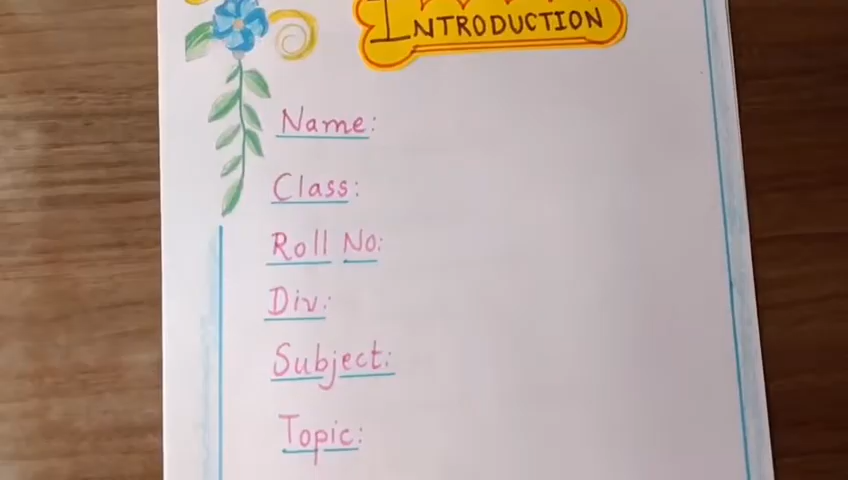 INTRODUCTION
Name:
Class:
Roll No:
Div:
Subject:
Topic: